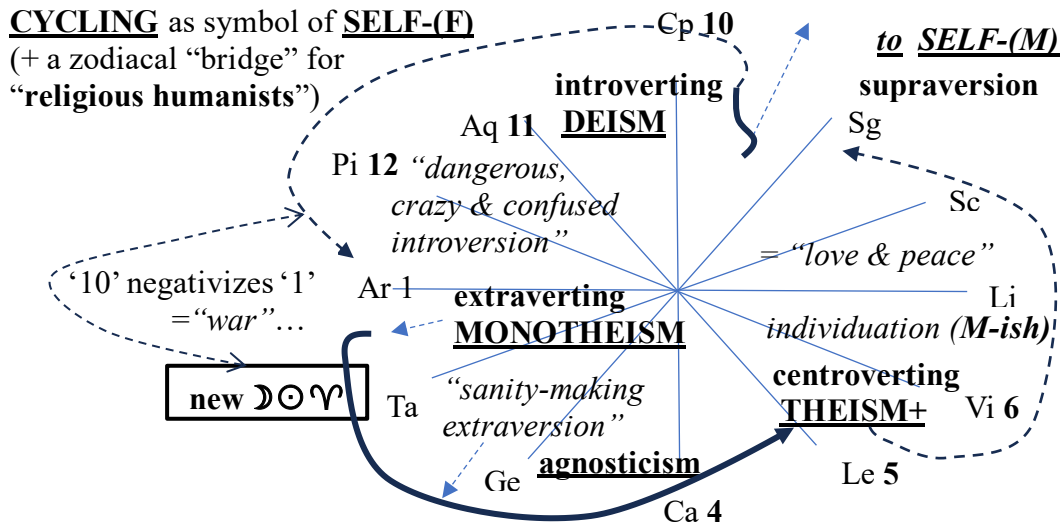 CYCLING as symbol of SELF-(F)
(+ a zodiacal “bridge” for
“religious humanists”)
Cp 10
to SELF-(M)
supraversion
introverting
DEISM
Sg
Aq 11
Pi 12
“dangerous,
crazy & confused
introversion”
Sc
= “love & peace”
‘10’ negativizes ‘1’
=“war”…
Ar 1
extraverting
MONOTHEISM
Li
individuation (M-ish)
new ☽☉♈
Ta
“sanity-making
extraversion”
centroverting
THEISM+
Vi 6
Ge
agnosticism
Ca 4
Le 5